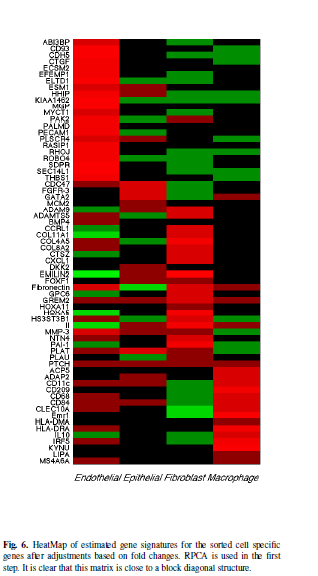 ABI3BP
CD93
CDH5
CTGF
ECSM2
EFEMP1
ELTD1
ESM1
HHIP
KIAA1462
MGP
MYCT1
PAK2
PALMD
PECAM1
PLSCR4
RASIP1
RHOJ
ROBO4
SDPR
SEC14L1
THBS1
CDC47
FGFR-3
GATA2
MCM2
ADAM9
ADAMTS5
BMP4
CCRL1
COL11A1
COL4A5
COL8A2
CTSZ
CXCL1
DKK2
EMILIN2
FOXF1
Fibronectin
GPC6
GREM2
HOXA11
HOXA5
HS3ST3B1
II
MMP-3
NTN4
PAI-1
PLAT
PLAU
PTCH
ACP5
ADAP2
CD11c
CD209
CD68
CD84
CLEC10A
Emr1
HLA-DMA
HLA-DRA
IL10
IRF5
KYNU
LIPA
MS4A6A
Endothelial Epithelial Fibroblast Macrophage
Fig. 6. HeatMap of estimated gene signatures for the sorted cell specific
genes after adjustments based on fold changes. RPCA is used in the first
step. It is clear that this matrix is close to a block diagonal structure.